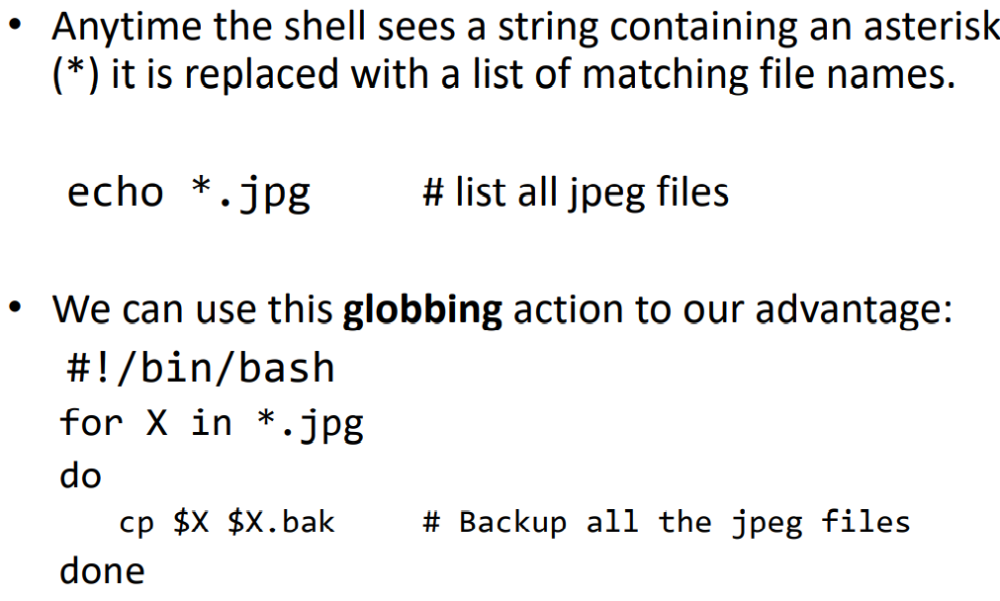 • Anytime the shell sees a string containing an asterisk
(*) it is replaced with a list of matching file names.
echo *.jpg # list all jpeg files
• We can use this globbing action to our advantage:
#!/bin/bash
for X in *.jpg
do
cp $X $X.bak # Backup all the jpeg files
done